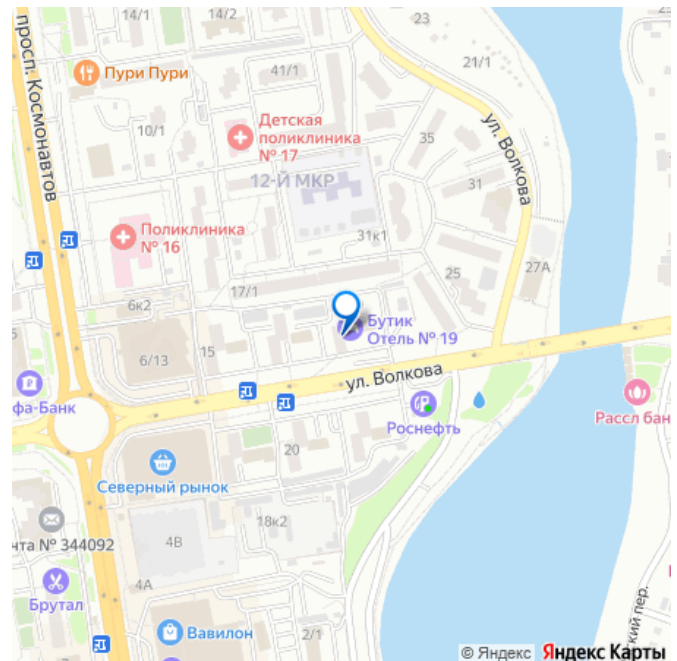 14/1
14/2
23
просп. Космонавтов
Пури Пури
41/1
21/1
10/1
Детская
поликлиника
№ 17
35
ул. Волкова
12-Й МКР
31
Поликлиника
№ 16
31к1
25
27А
17/1
6к2
Бутик
Отель № 19
15
6/13
5
ул. Волкова
фа-Банк
Роснефть
Рассл бан
20
Северный рынок
18к2
нта № 344092
4В
4А
Брутал
Вавилон
2/1
ский пер.
© Яндекс Яндекс Карты